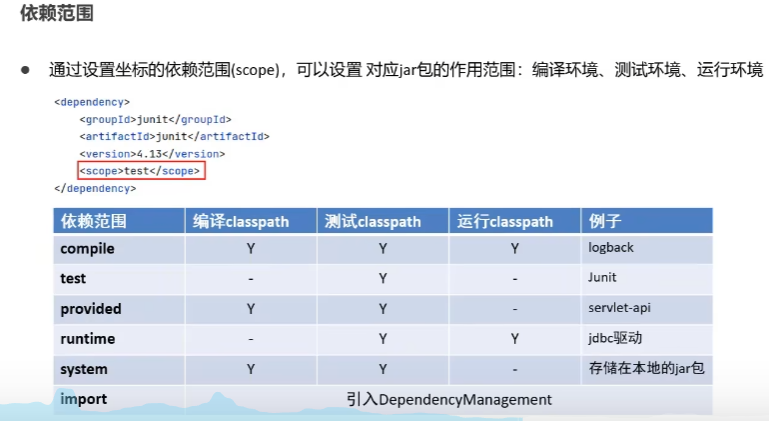 依赖范围
● 通过设置坐标的依赖范围(scope)，可以设置 对应jar包的作用范围：编译环境、测试环境、运行环境
<dependency>
<groupId>junit</groupId>
<artifactId>junit</artifactId>
<version>4.13</version>
<scope>test</scope>
</dependency>
依赖范围 编译classpath 测试classpath 运行classpath 例子
compile Y Y Y logback
test - Y - Junit
provided Y Y - servlet-api
runtime - Y Y jdbc驱动
system Y Y - 存储在本地的jar包
import 引入DependencyManagement